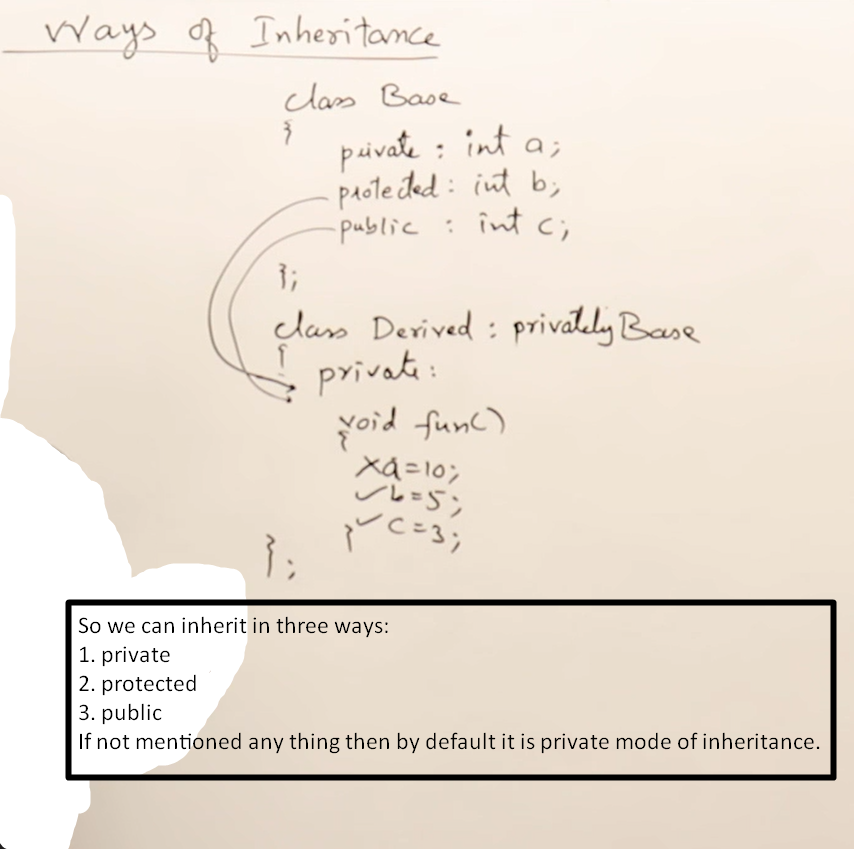 Ways of Inheritance
class Base
{
private : int a;
protected : int b;
public : int c;
};
class Derived : privately Base
{
private :
void fun()
{
xa=10;
✓b=5;
}✓c=3;
};
So we can inherit in three ways:
1. private
2. protected
3. public
If not mentioned any thing then by default it is private mode of inheritance.